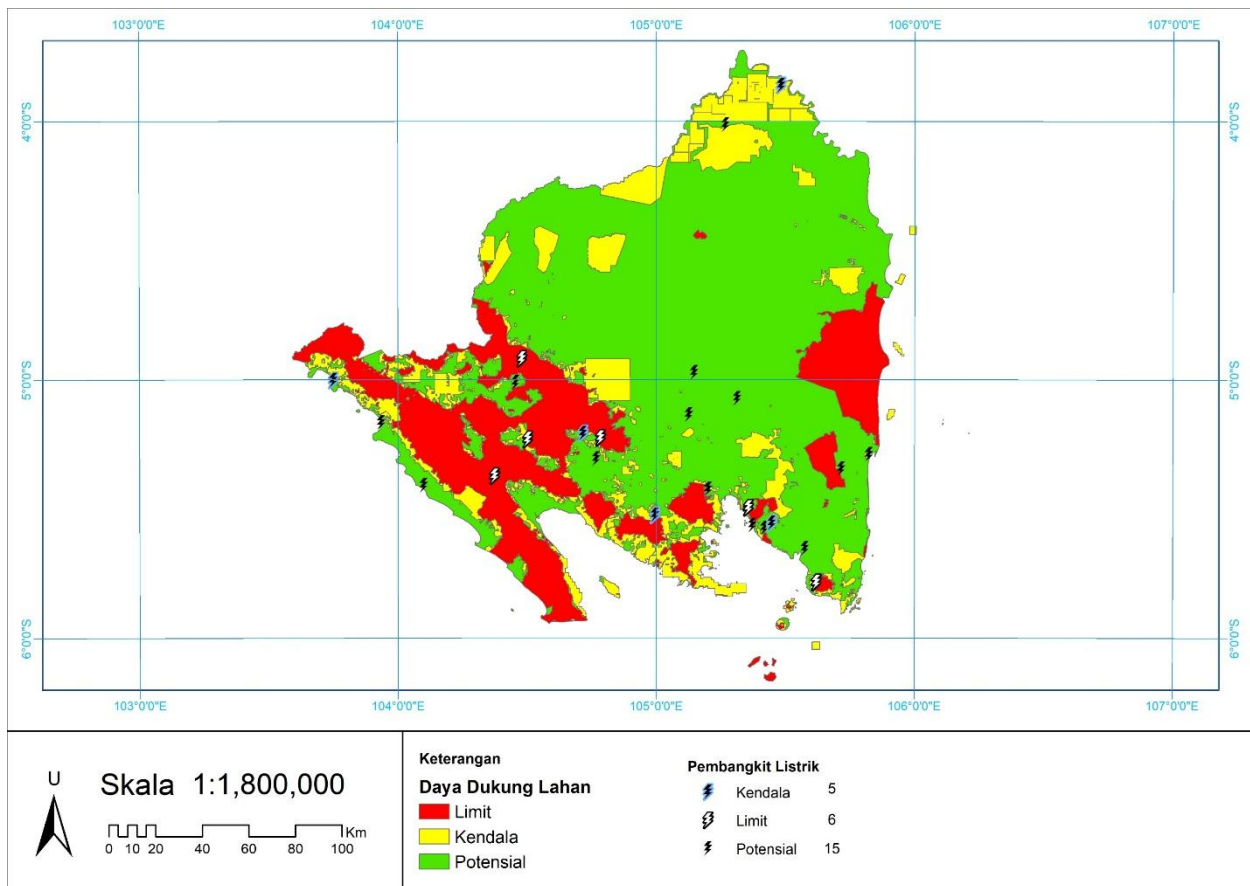 103°0'0"E 104°0'0"E 105°0'0"E 106°0'0"E 107°0'0"E
4°0'0"S 4°0'0"S
5°0'0"S 5°0'0"S
6°0'0"S 6°0'0"S
103°0'0"E 104°0'0"E 105°0'0"E 106°0'0"E 107°0'0"E
U
Skala 1:1,800,000
0 10 20 40 60 80 100 Km
Keterangan
Daya Dukung Lahan
Limit
Kendala
Potensial
Pembangkit Listrik
Kendala 5
Limit 6
Potensial 15